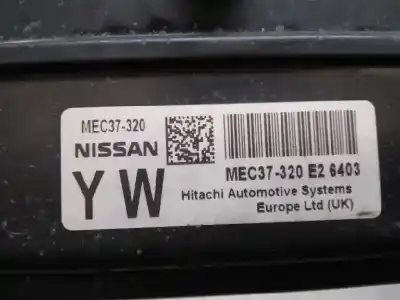 MEC37-320
NISSAN
YW
MEC37-320 E2 6403
Hitachi Automotive Systems
Europe Ltd (UK)